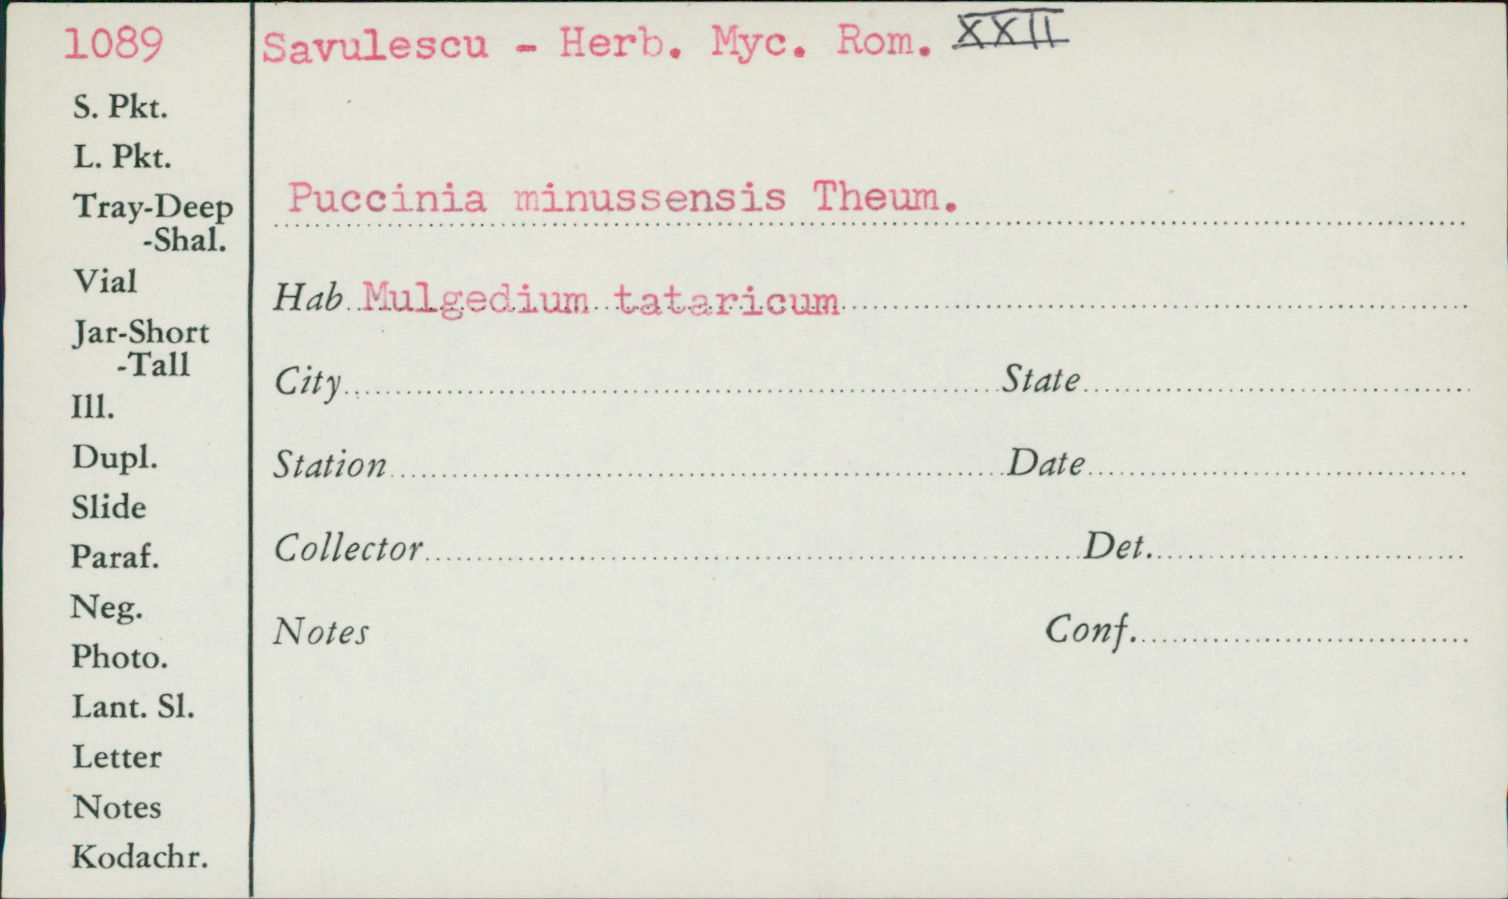 1089 Savulescu - Herb. Myc. Rom. XXII
S. Pkt.
L. Pkt.
Tray-Deep
-Shal.
Puccinia minussensis Theum.
Vial
Hab. Mulgedium tataricum
Jar-Short
-Tall
City State
Ill.
Dupl.
Station Date
Slide
Paraf.
Collector Det.
Neg.
Notes Conf.
Photo.
Lant. Sl.
Letter
Notes
Kodachr.